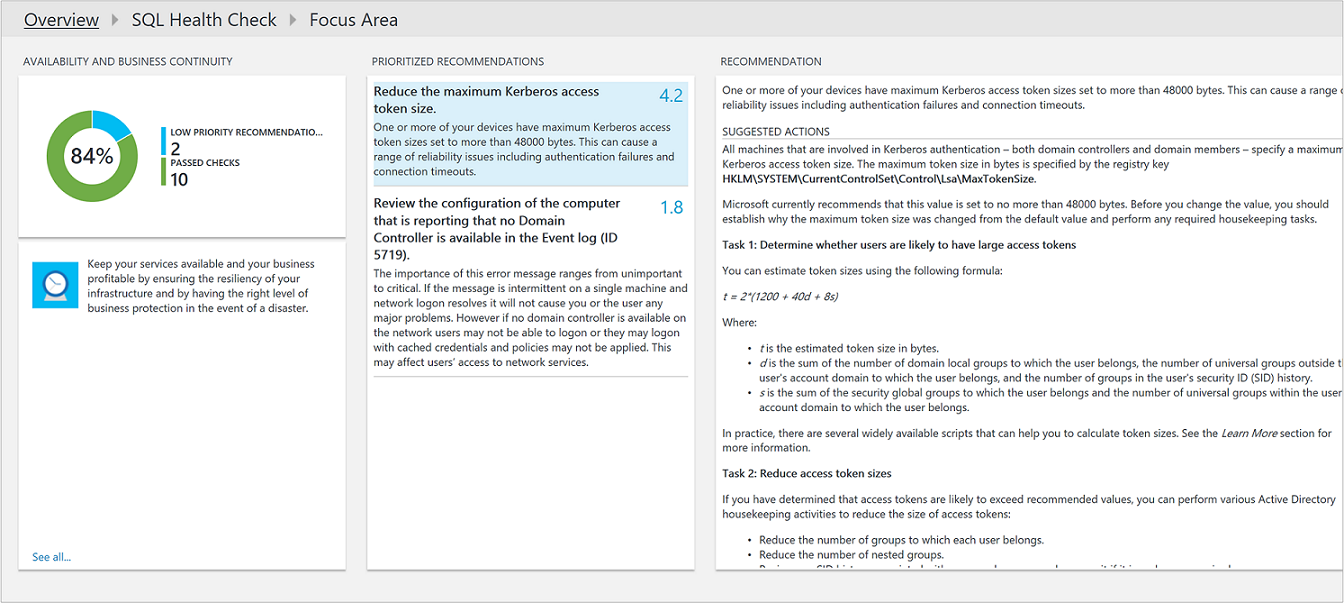 Overview SQL Health Check Focus Area
AVAILABILITY AND BUSINESS CONTINUITY
84%
LOW PRIORITY RECOMMENDATIO...
2
PASSED CHECKS
10
Keep your services available and your business
profitable by ensuring the resiliency of your
infrastructure and by having the right level of
business protection in the event of a disaster.
See all...
PRIORITIZED RECOMMENDATIONS
Reduce the maximum Kerberos access
token size.
4.2
One or more of your devices have maximum Kerberos access
token sizes set to more than 48000 bytes. This can cause a
range of reliability issues including authentication failures and
connection timeouts.
Review the configuration of the computer
that is reporting that no Domain
Controller is available in the Event log (ID
5719).
1.8
The importance of this error message ranges from unimportant
to critical. If the message is intermittent on a single machine and
network logon resolves it will not cause you or the user any
major problems. However if no domain controller is available on
the network users may not be able to logon or they may logon
with cached credentials and policies may not be applied. This
may affect users' access to network services.
RECOMMENDATION
One or more of your devices have maximum Kerberos access token sizes set to more than 48000 bytes. This can cause a range
reliability issues including authentication failures and connection timeouts.
SUGGESTED ACTIONS
All machines that are involved in Kerberos authentication – both domain controllers and domain members – specify a maximum
Kerberos access token size. The maximum token size in bytes is specified by the registry key
HKLM\SYSTEM\CurrentControlSet\Control\Lsa\MaxTokenSize.
Microsoft currently recommends that this value is set to no more than 48000 bytes. Before you change the value, you should
establish why the maximum token size was changed from the default value and perform any required housekeeping tasks.
Task 1: Determine whether users are likely to have large access tokens
You can estimate token sizes using the following formula:
t = 2*(1200 + 40d + 8s)
Where:
• t is the estimated token size in bytes.
• d is the sum of the number of domain local groups to which the user belongs, the number of universal groups outside
user's account domain to which the user belongs, and the number of groups in the user's security ID (SID) history.
• s is the sum of the security global groups to which the user belongs and the number of universal groups within the user
account domain to which the user belongs.
In practice, there are several widely available scripts that can help you to calculate token sizes. See the Learn More section for
more information.
Task 2: Reduce access token sizes
If you have determined that access tokens are likely to exceed recommended values, you can perform various Active Directory
housekeeping activities to reduce the size of access tokens:
• Reduce the number of groups to which each user belongs.
• Reduce the number of nested groups.